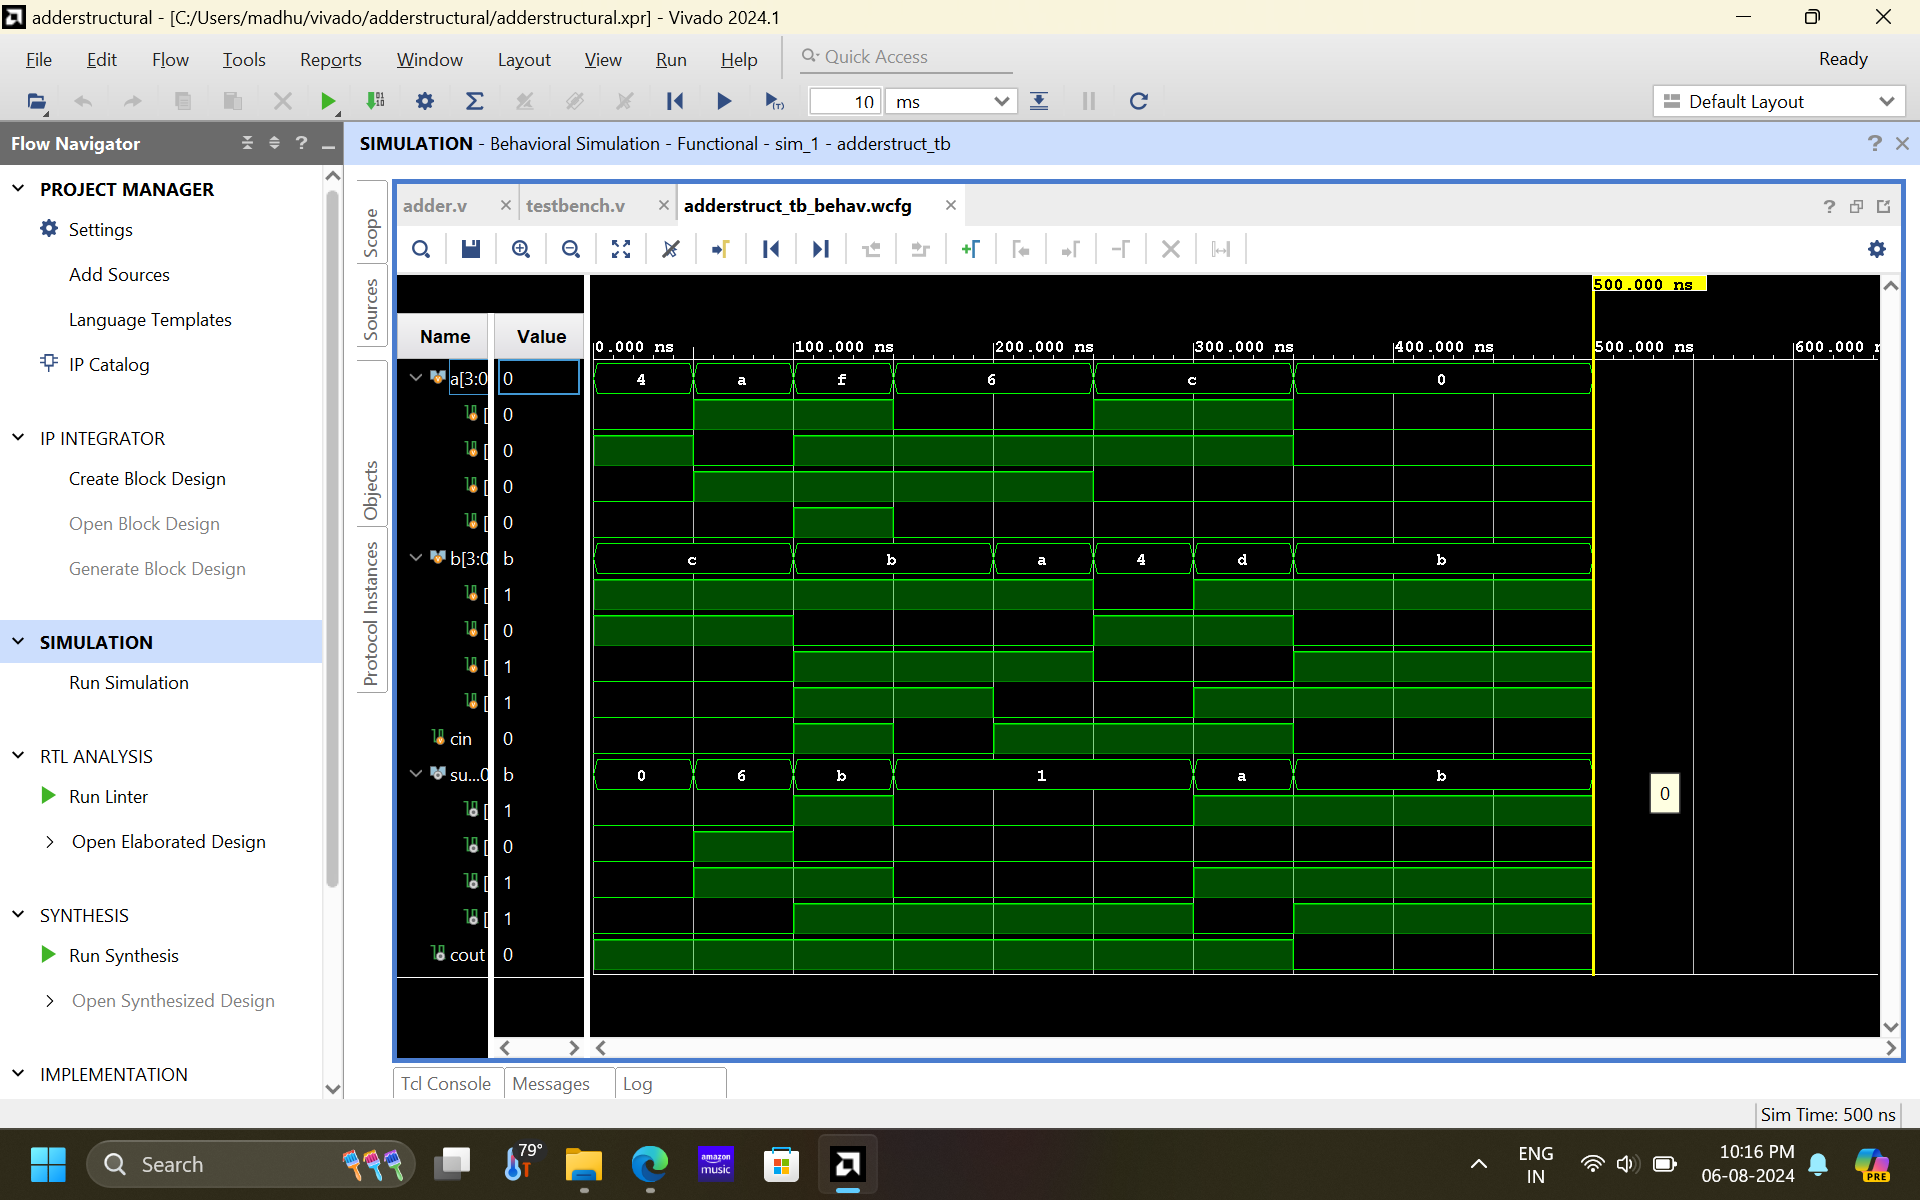 adderstructural - [C:/Users/madhu/vivado/adderstructural/adderstructural.xpr] - Vivado 2024.1
File Edit Flow Tools Reports Window Layout View Run Help Quick Access Ready
10 ms Default Layout
Flow Navigator
PROJECT MANAGER
Settings
Add Sources
Language Templates
IP Catalog
IP INTEGRATOR
Create Block Design
Open Block Design
Generate Block Design
SIMULATION
Run Simulation
RTL ANALYSIS
Run Linter
Open Elaborated Design
SYNTHESIS
Run Synthesis
Open Synthesized Design
IMPLEMENTATION
SIMULATION - Behavioral Simulation - Functional - sim_1 - adderstruct_tb
Scope
Sources
Objects
Protocol Instances
adder.v testbench.v adderstruct_tb_behav.wcfg
500.000 ns
Name Value
0.000 ns 100.000 ns 200.000 ns 300.000 ns 400.000 ns 500.000 ns 600.000 n
a[3:0 0 4 a f 6 c 0
[ 0
[ 0
[ 0
[ 0
b[3:0 b c b a 4 d b
[ 1
[ 0
[ 1
[ 1
cin 0
su...0 b 0 6 b 1 a b
[ 1
0
[ 0
[ 1
[ 1
cout 0
Tcl Console Messages Log
Sim Time: 500 ns
Search
79°
amazon music
ENG
IN
10:16 PM
06-08-2024
PRE